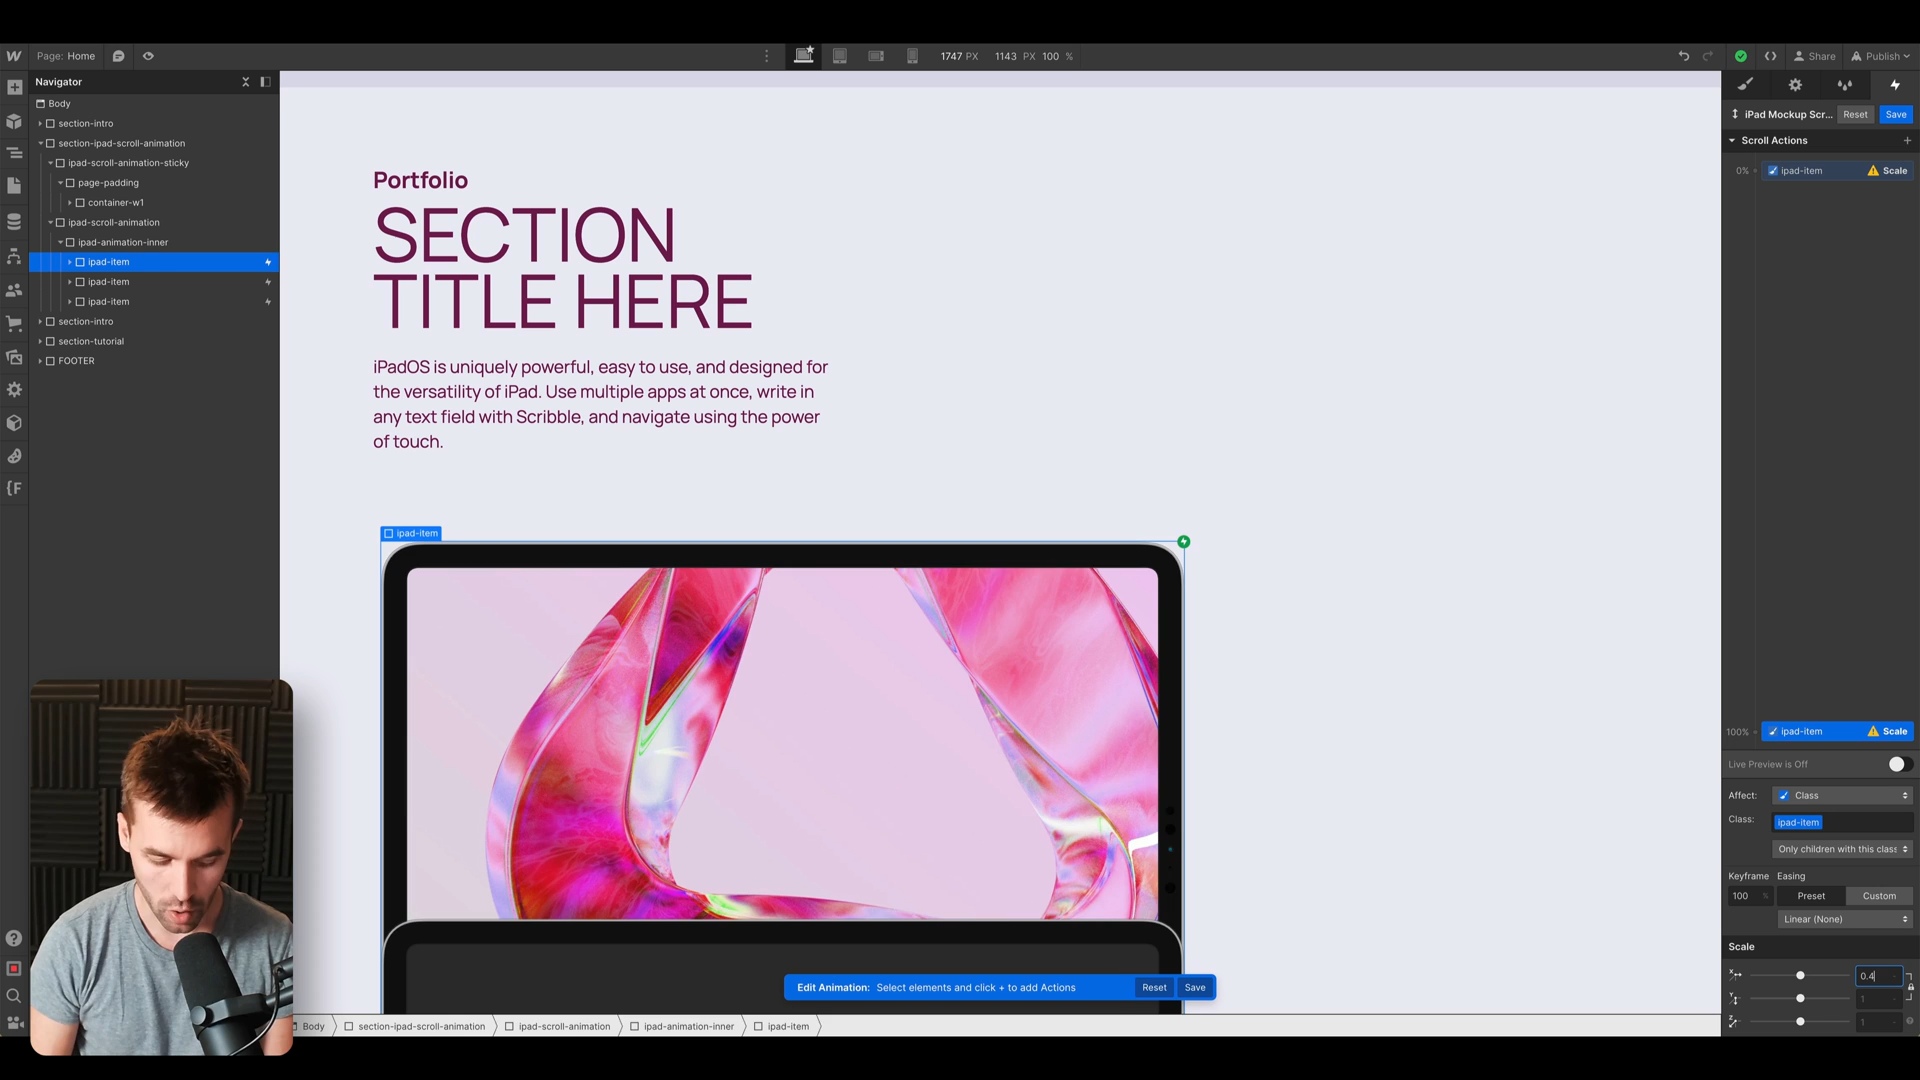 Page: Home
1747 PX 1143 PX 100 %
Share
Publish
Navigator
Body
section-intro
section-ipad-scroll-animation
ipad-scroll-animation-sticky
page-padding
container-w1
ipad-scroll-animation
ipad-animation-inner
ipad-item
ipad-item
ipad-item
section-intro
section-tutorial
FOOTER
Portfolio
SECTION
TITLE HERE
iPadOS is uniquely powerful, easy to use, and designed for
the versatility of iPad. Use multiple apps at once, write in
any text field with Scribble, and navigate using the power
of touch.
ipad-item
Edit Animation: Select elements and click + to add Actions Reset Save
Body section-ipad-scroll-animation ipad-scroll-animation ipad-animation-inner ipad-item
iPad Mockup Scr... Reset Save
Scroll Actions
0% ipad-item Scale
100% ipad-item Scale
Live Preview is Off
Affect: Class
Class: ipad-item
Only children with this class
Keyframe Easing
100 % Preset Custom
Linear (None)
Scale
X 0.4
Y 1
Z 1